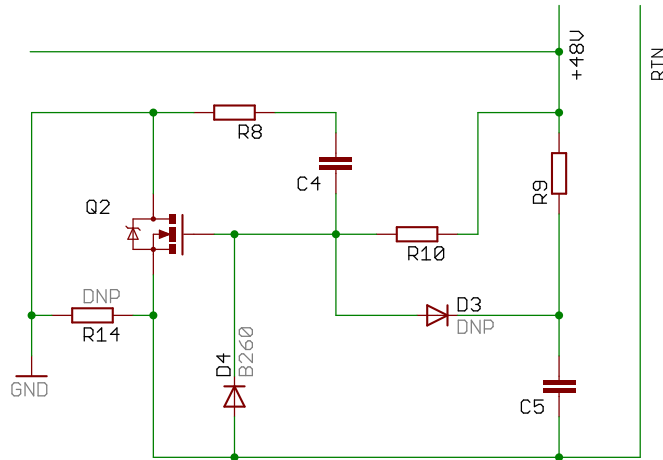 +48V
RTN
R8
C4
R9
Q2
R10
DNP
R14
D3
DNP
D4
B260
GND
C5